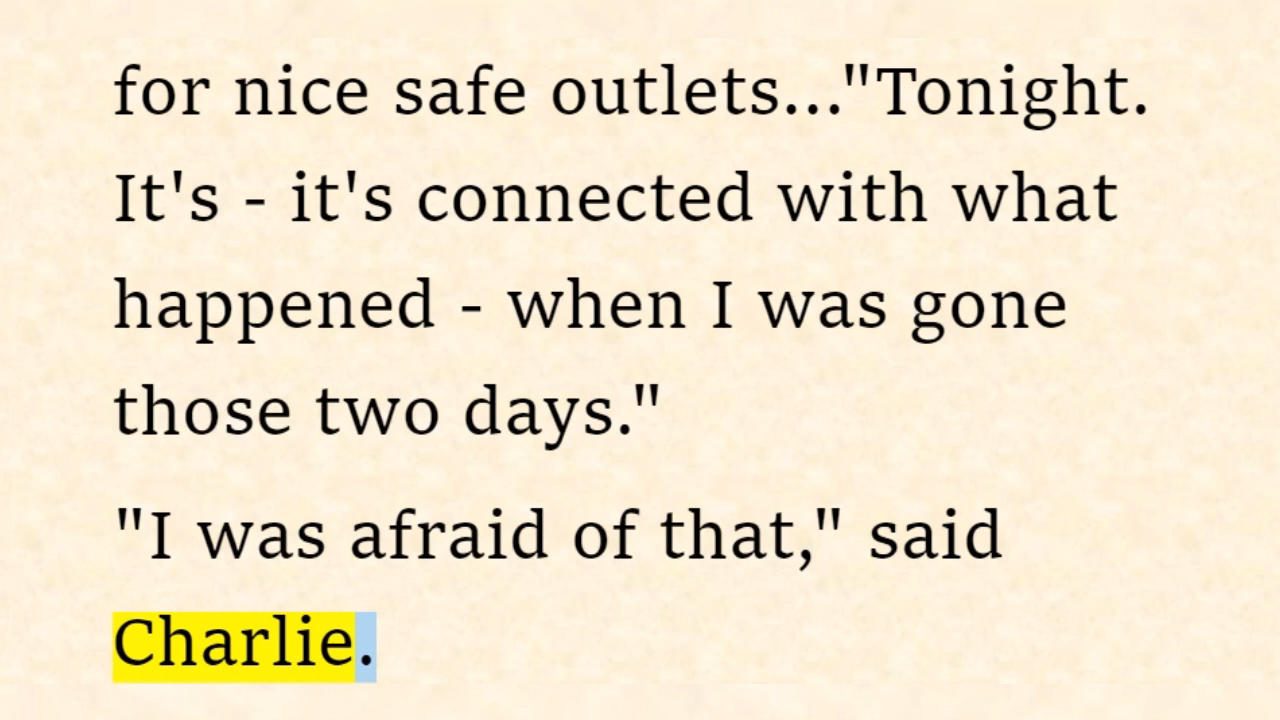 for nice safe outlets..."Tonight.
It's - it's connected with what
happened - when I was gone
those two days."
"I was afraid of that," said
Charlie.